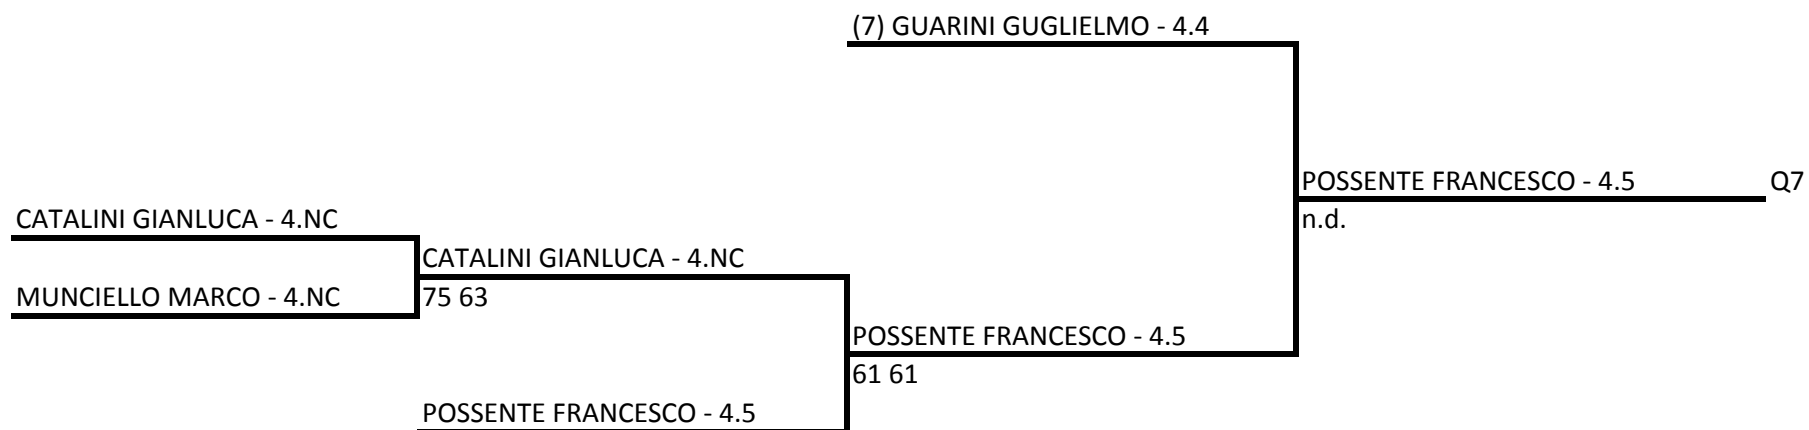 (7) GUARINI GUGLIELMO - 4.4
POSSENTE FRANCESCO - 4.5 Q7
CATALINI GIANLUCA - 4.NC
n.d.
CATALINI GIANLUCA - 4.NC
MUNCIELLO MARCO - 4.NC
75 63
POSSENTE FRANCESCO - 4.5
61 61
POSSENTE FRANCESCO - 4.5